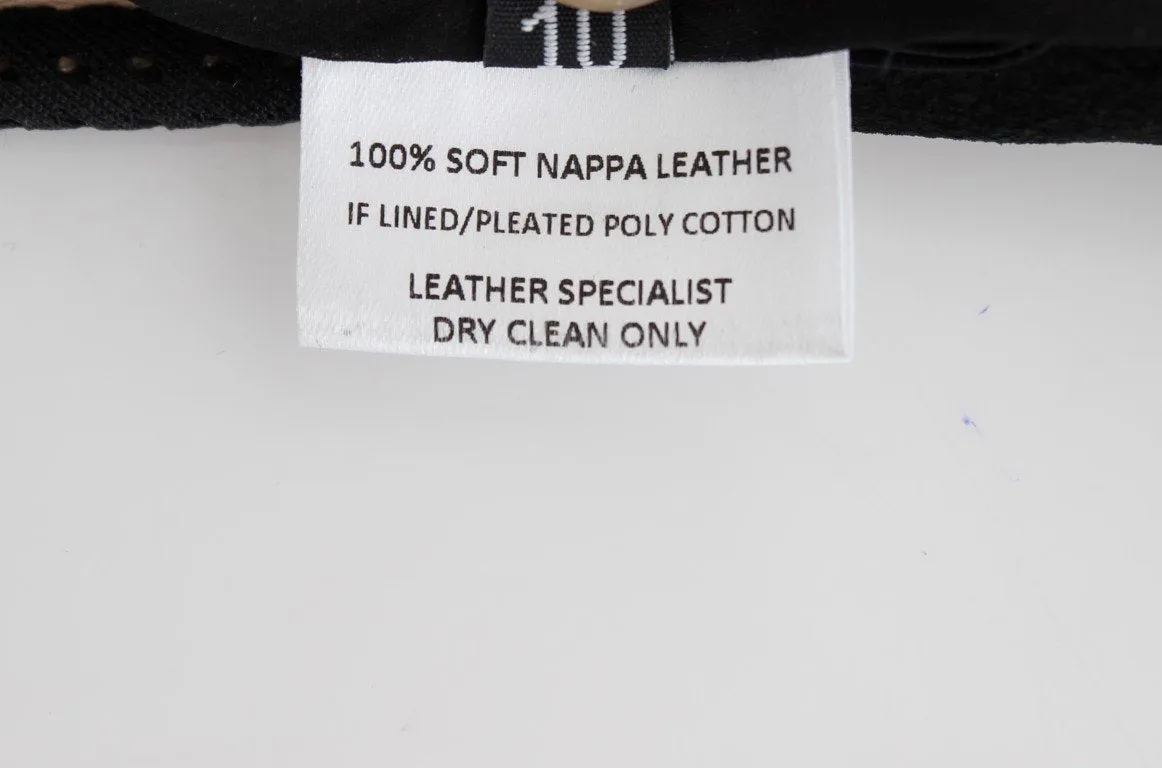 10
100% SOFT NAPPA LEATHER
IF LINED/PLEATED POLY COTTON
LEATHER SPECIALIST
DRY CLEAN ONLY